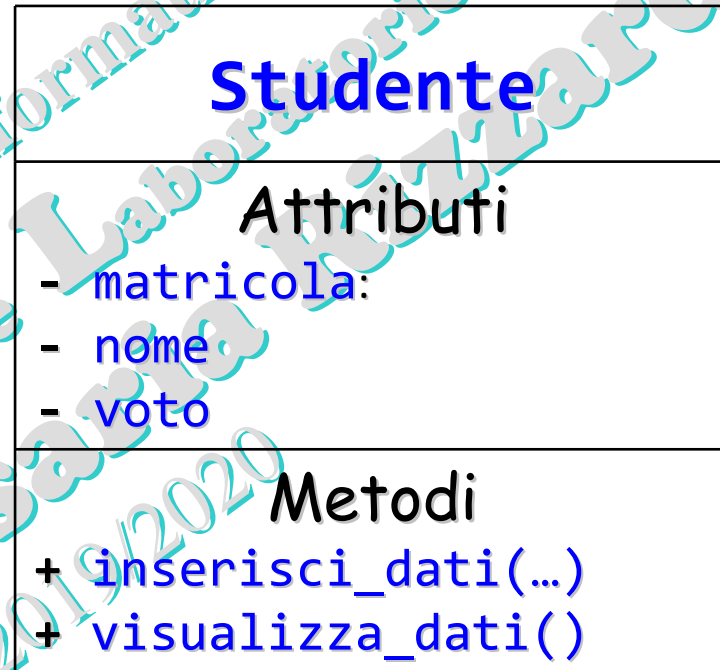 Studente
Attributi
- matricola:
- nome
- voto
Metodi
+ inserisci_dati(…)
+ visualizza_dati()